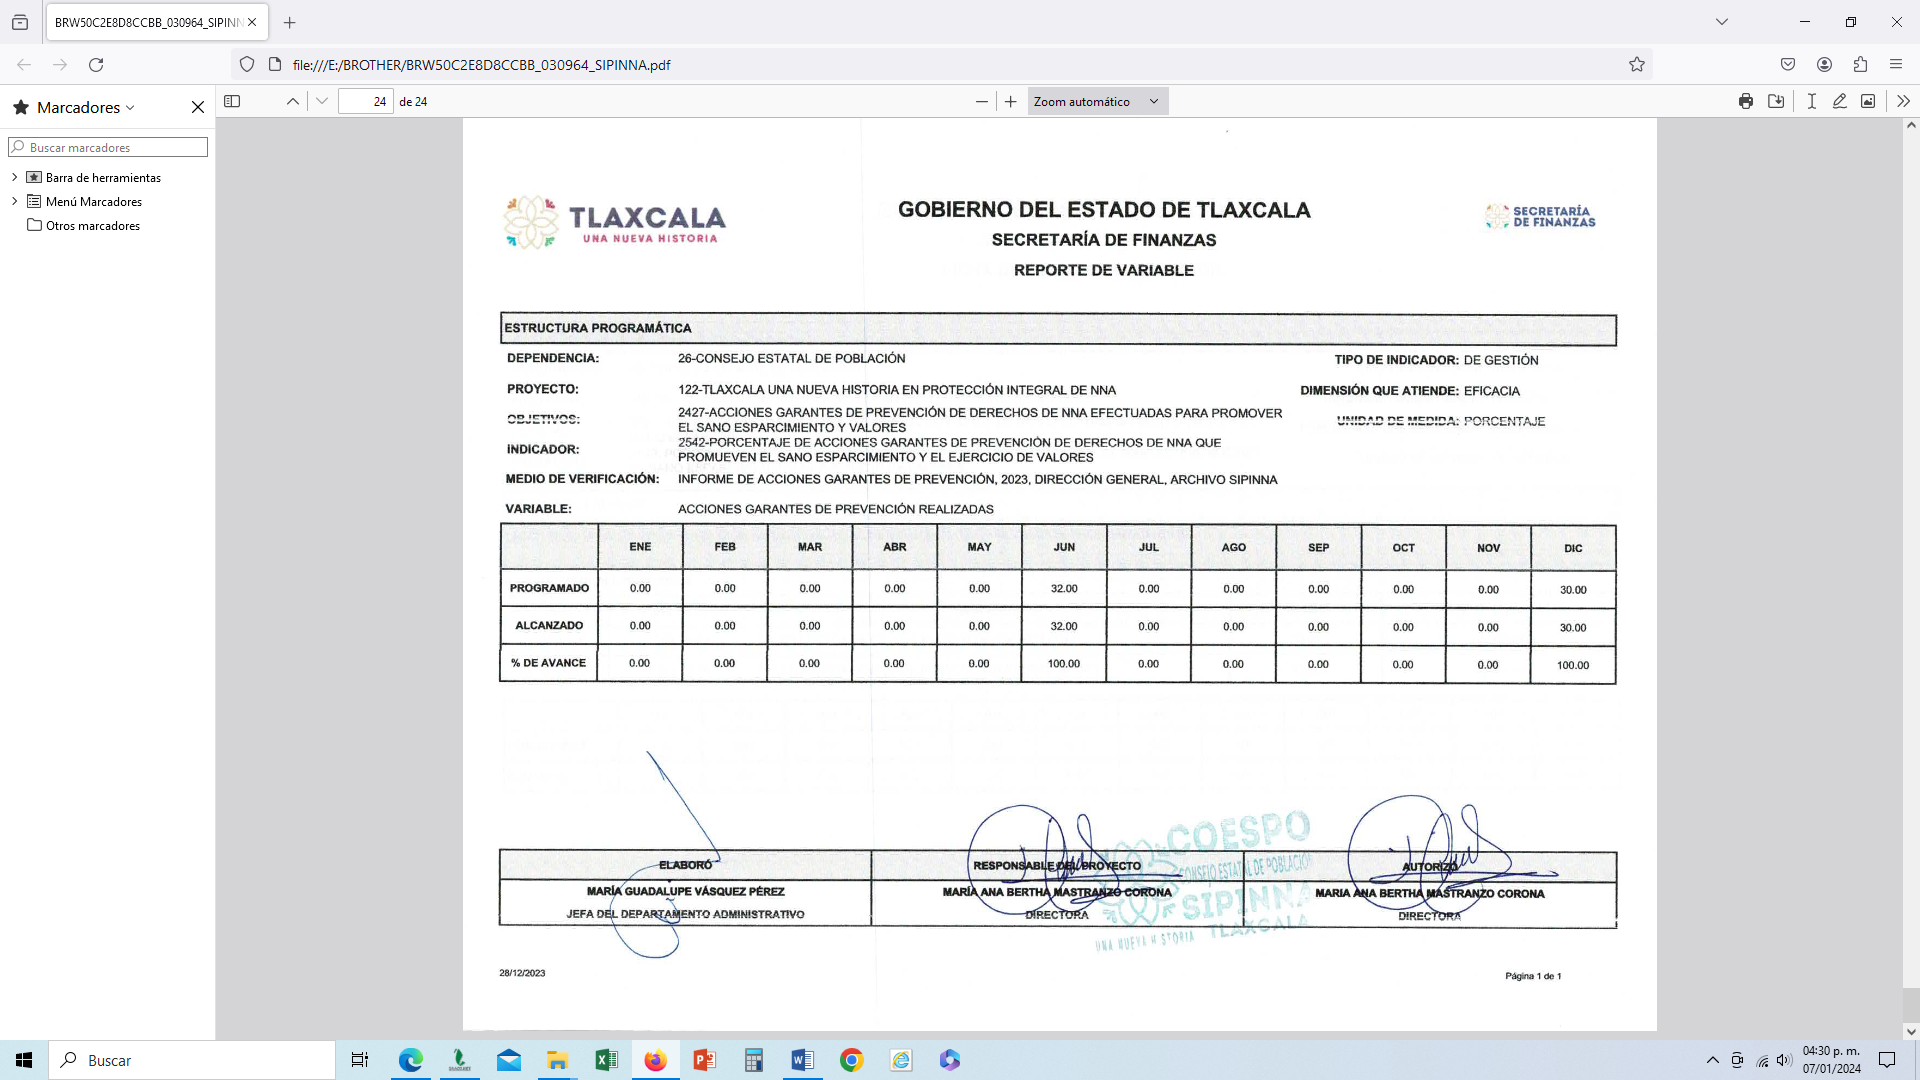 BRW50C2E8D8CCBB_030964_SIPINN
file:///E:/BROTHER/BRW50C2E8D8CCBB_030964_SIPINNA.pdf
Marcadores
24 de 24
Zoom automático
Buscar marcadores
Barra de herramientas
Menú Marcadores
Otros marcadores
TLAXCALA
UNA NUEVA HISTORIA
GOBIERNO DEL ESTADO DE TLAXCALA
SECRETARÍA DE FINANZAS
REPORTE DE VARIABLE
SECRETARÍA
DE FINANZAS
ESTRUCTURA PROGRAMÁTICA
DEPENDENCIA: 26-CONSEJO ESTATAL DE POBLACIÓN TIPO DE INDICADOR: DE GESTIÓN
PROYECTO: 122-TLAXCALA UNA NUEVA HISTORIA EN PROTECCIÓN INTEGRAL DE NNA DIMENSIÓN QUE ATIENDE: EFICACIA
OBJETIVOS: 2427-ACCIONES GARANTES DE PREVENCIÓN DE DERECHOS DE NNA EFECTUADAS PARA PROMOVER
EL SANO ESPARCIMIENTO Y VALORES UNIDAD DE MEDIDA: PORCENTAJE
INDICADOR: 2542-PORCENTAJE DE ACCIONES GARANTES DE PREVENCIÓN DE DERECHOS DE NNA QUE
PROMUEVEN EL SANO ESPARCIMIENTO Y EL EJERCICIO DE VALORES
MEDIO DE VERIFICACIÓN: INFORME DE ACCIONES GARANTES DE PREVENCIÓN, 2023, DIRECCIÓN GENERAL, ARCHIVO SIPINNA
VARIABLE: ACCIONES GARANTES DE PREVENCIÓN REALIZADAS
ENE FEB MAR ABR MAY JUN JUL AGO SEP OCT NOV DIC
PROGRAMADO 0.00 0.00 0.00 0.00 0.00 32.00 0.00 0.00 0.00 0.00 0.00 30.00
ALCANZADO 0.00 0.00 0.00 0.00 0.00 32.00 0.00 0.00 0.00 0.00 0.00 30.00
% DE AVANCE 0.00 0.00 0.00 0.00 0.00 100.00 0.00 0.00 0.00 0.00 0.00 100.00
COESPO
CONSEJO ESTATAL DE POBLACIÓN
SIPINNA
TLAXCALA
UNA NUEVA HISTORIA
ELABORÓ RESPONSABLE DEL PROYECTO AUTORIZÓ
MARÍA GUADALUPE VÁSQUEZ PÉREZ MARÍA ANA BERTHA MASTRANZO CORONA MARIA ANA BERTHA MASTRANZO CORONA
JEFA DEL DEPARTAMENTO ADMINISTRATIVO DIRECTORA DIRECTORA
28/12/2023 Página 1 de 1
Buscar
04:30 p. m.
07/01/2024